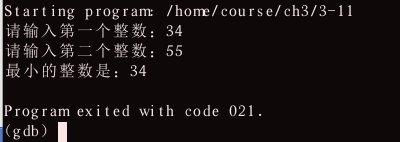 Starting program: /home/course/ch3/3-11
请输入第一个整数：34
请输入第二个整数：55
最小的整数是：34
Program exited with code 021.
(gdb)